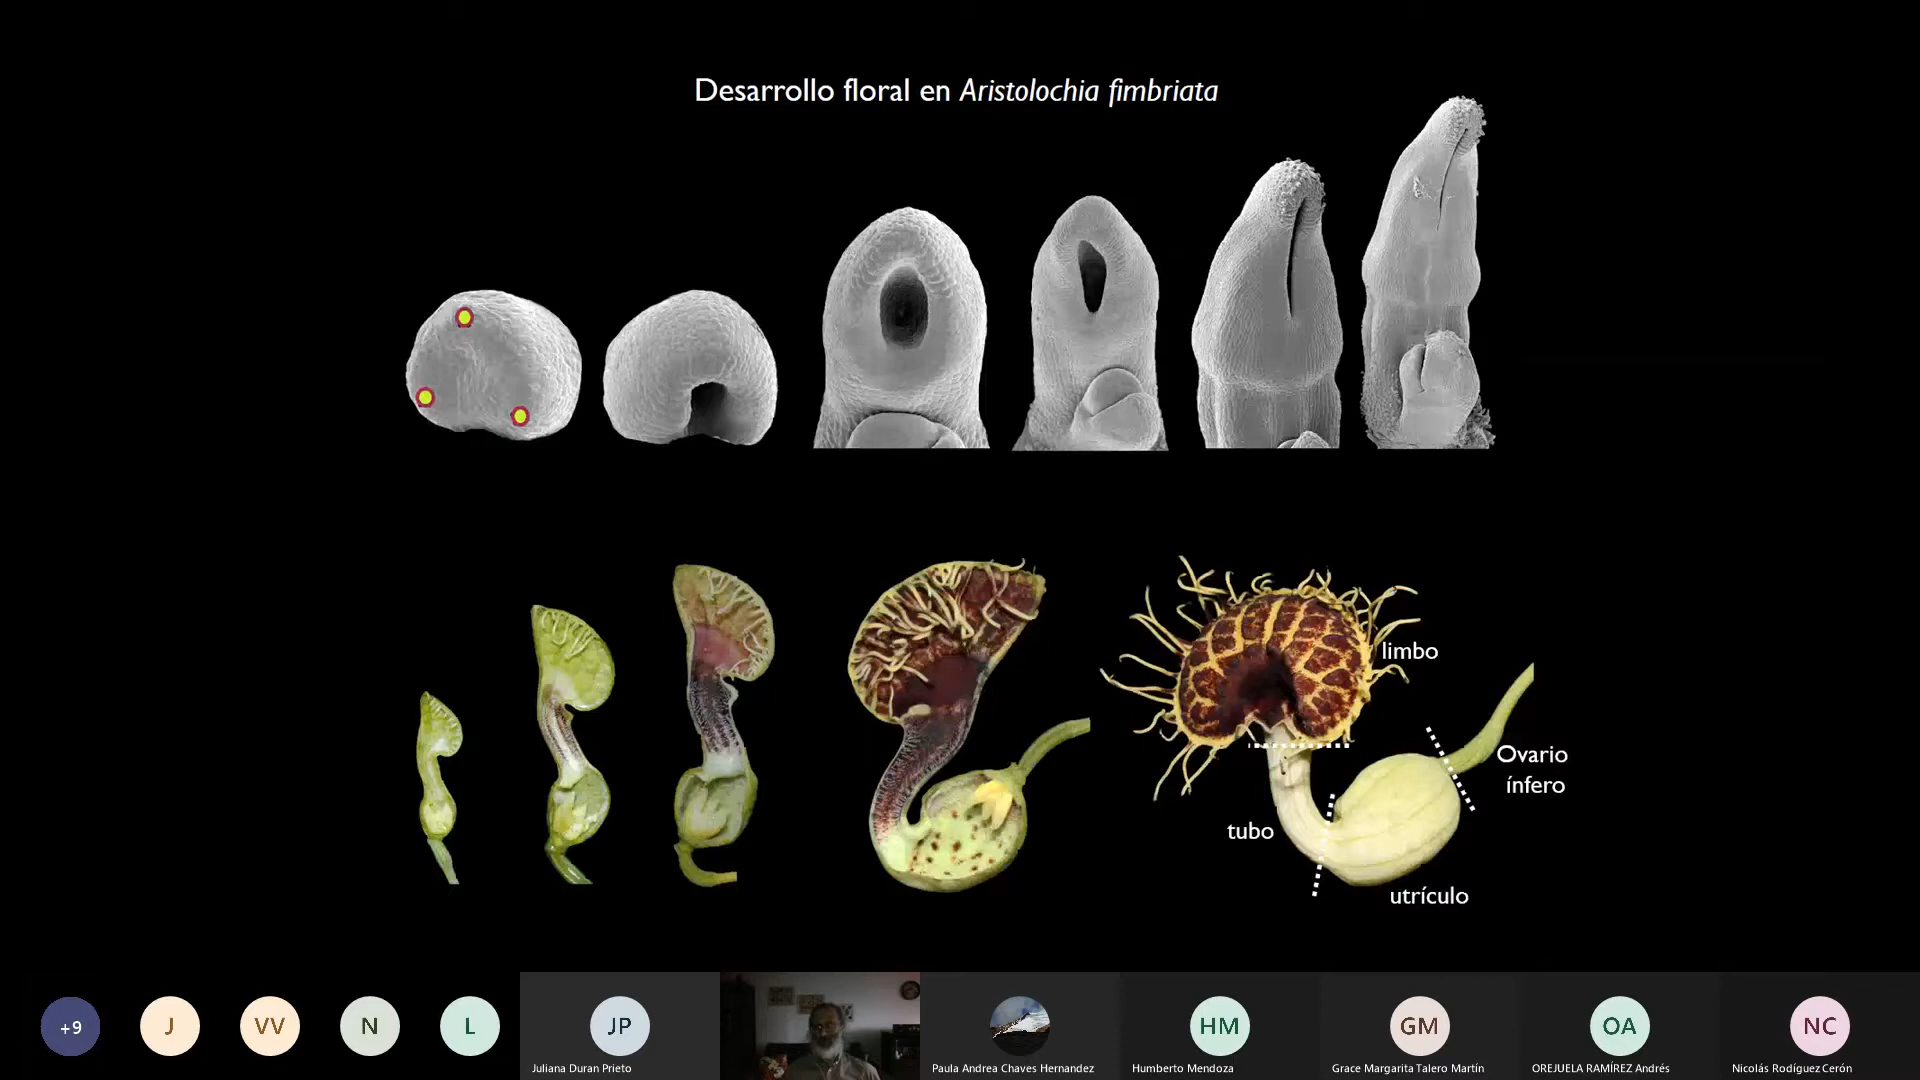 Desarrollo floral en Aristolochia fimbriata
limbo
Ovario
ínfero
tubo
utrículo
+9
J
VV
N
L
JP
HM
GM
OA
NC
Juliana Duran Prieto
Paula Andrea Chaves Hernandez
Humberto Mendoza
Grace Margarita Talero Martín
OREJUELA RAMÍREZ Andrés
Nicolás Rodíguez Cerón